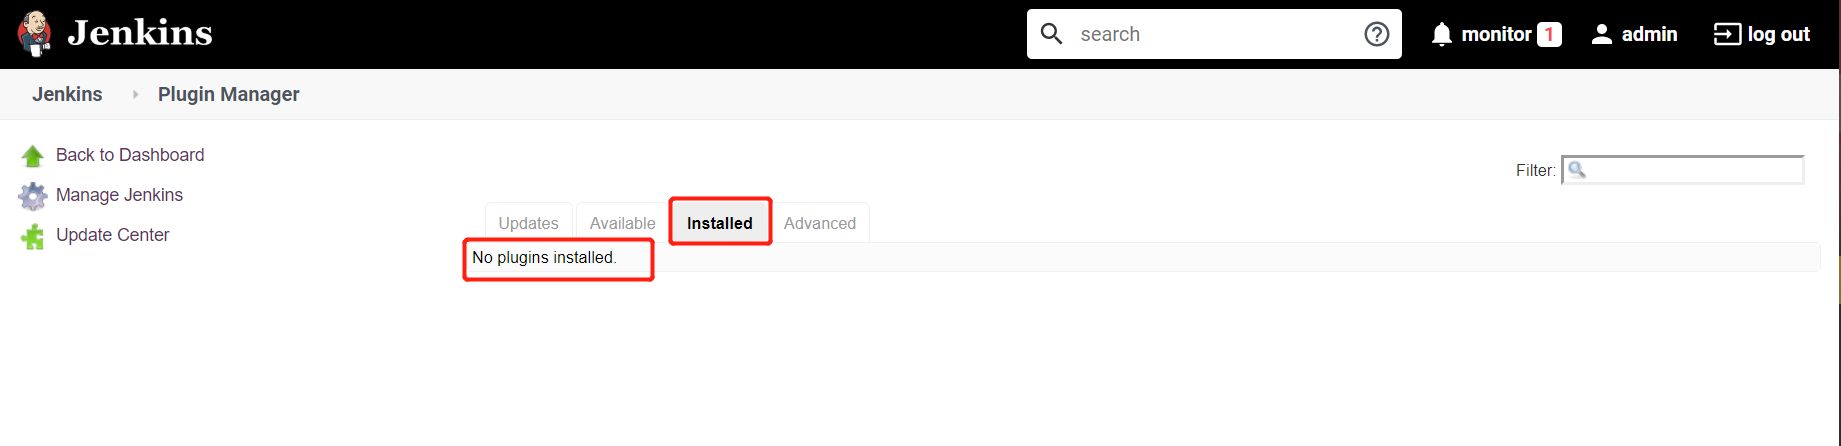 Jenkins
search
monitor 1
admin
log out
Jenkins
Plugin Manager
Back to Dashboard
Manage Jenkins
Update Center
Filter:
Updates
Available
Installed
Advanced
No plugins installed.